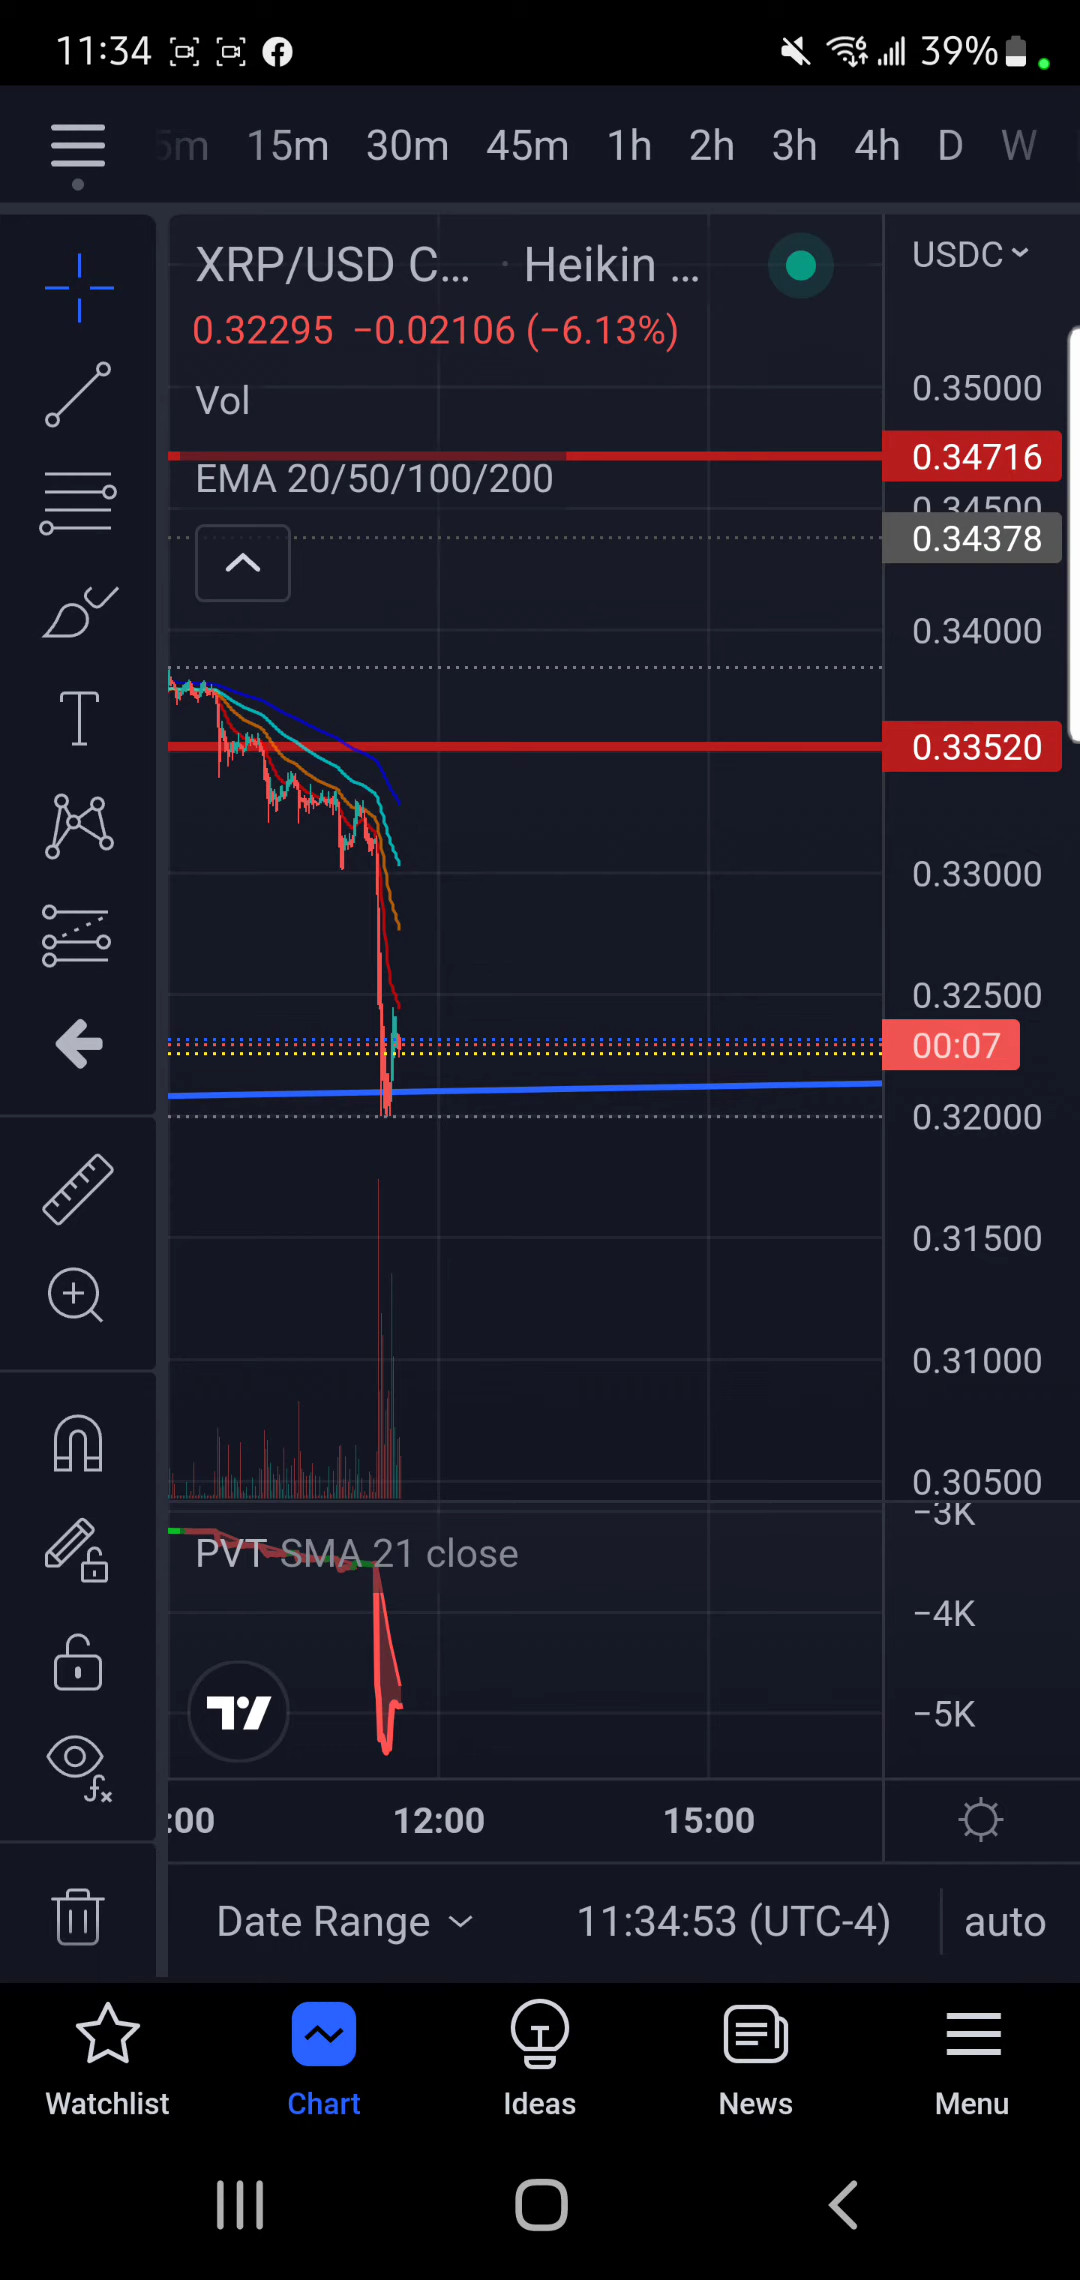 11:34 39%
5m 15m 30m 45m 1h 2h 3h 4h D W
XRP/USD C... · Heikin ...
USDC
0.32295 −0.02106 (−6.13%)
Vol
EMA 20/50/100/200
0.35000
0.34716
0.34500
0.34378
0.34000
0.33520
0.33000
0.32500
00:07
0.32000
0.31500
0.31000
0.30500
−3K
PVT SMA 21 close
−4K
−5K
:00 12:00 15:00
Date Range 11:34:53 (UTC-4) auto
Watchlist Chart Ideas News Menu